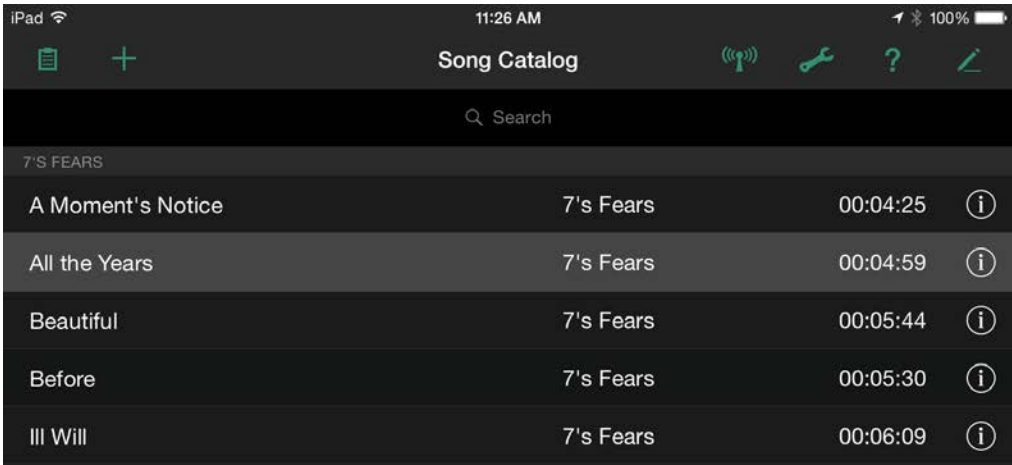 iPad 11:26 AM 100%
Song Catalog ?
Search
7'S FEARS
A Moment's Notice 7's Fears 00:04:25 i
All the Years 7's Fears 00:04:59 i
Beautiful 7's Fears 00:05:44 i
Before 7's Fears 00:05:30 i
Ill Will 7's Fears 00:06:09 i